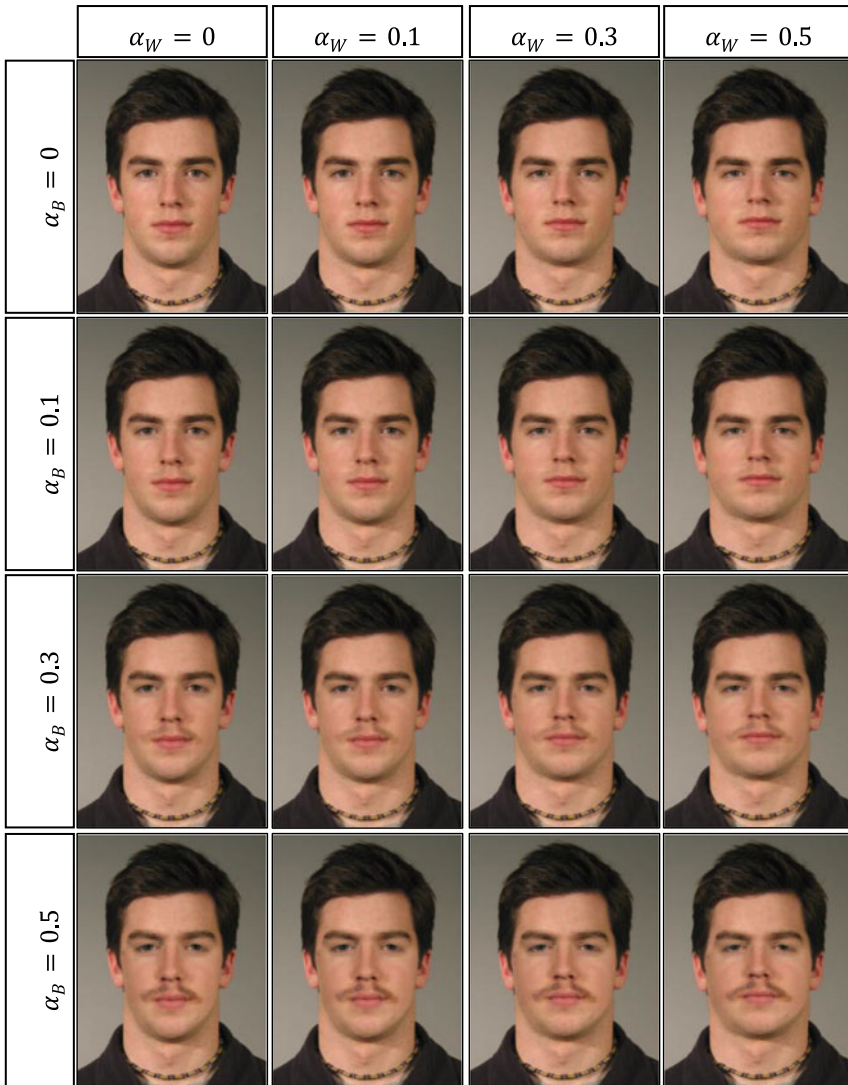 α_W = 0 α_W = 0.1 α_W = 0.3 α_W = 0.5
α_B = 0
α_B = 0.1
α_B = 0.3
α_B = 0.5